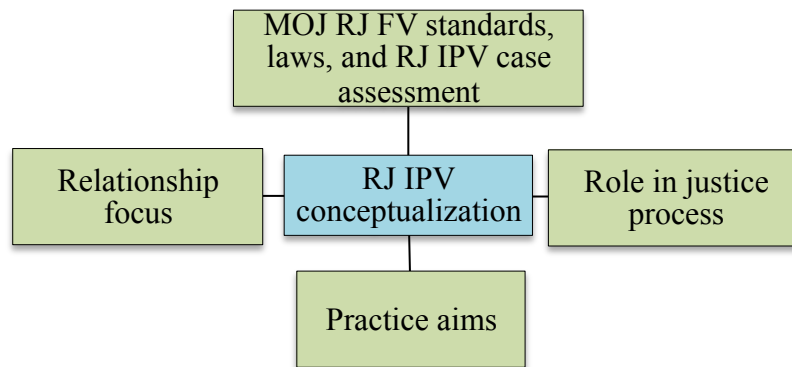 MOJ RJ FV standards,
laws, and RJ IPV case
assessment
Relationship
focus
RJ IPV
conceptualization
Role in justice
process
Practice aims